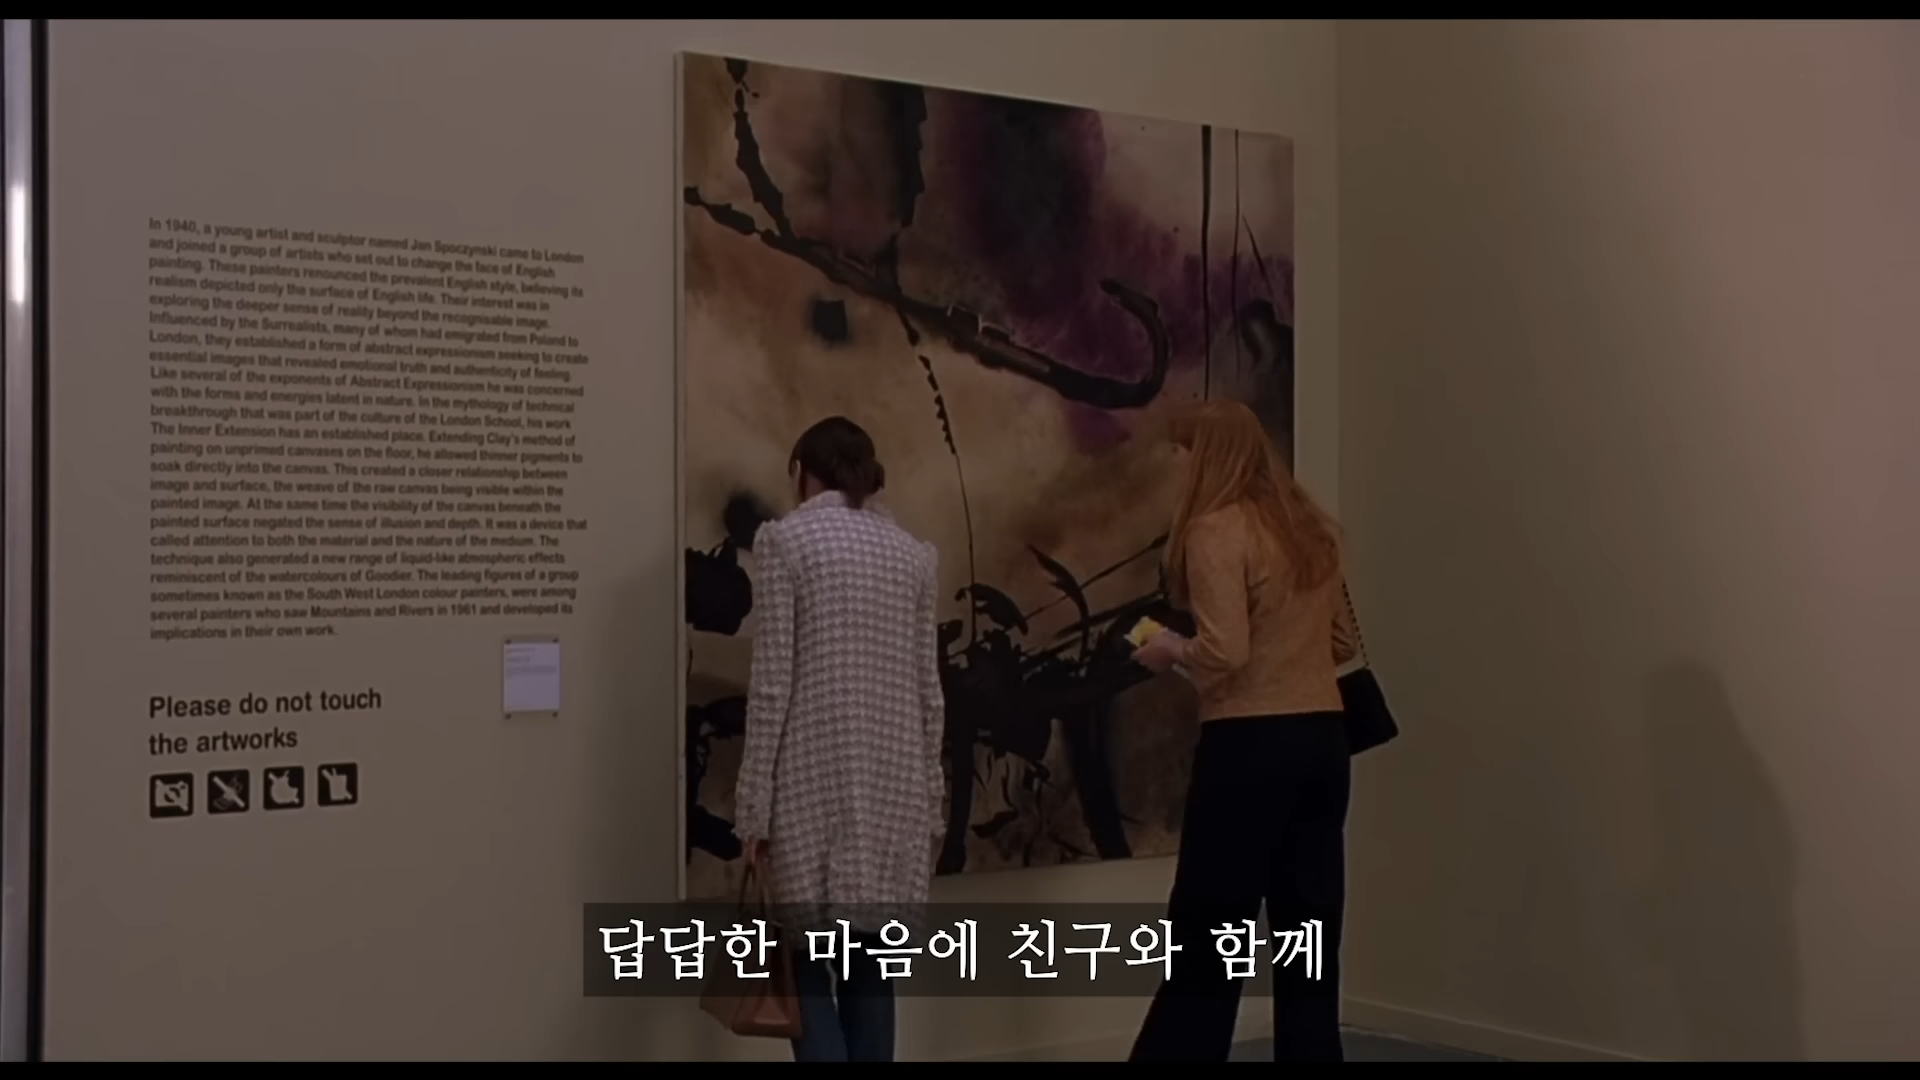 In 1940, a young artist and sculptor named Jan Spoczynski came to London
and joined a group of artists who set out to change the face of English
painting. These painters renounced the prevalent English style, believing its
realism depicted only the surface of English life. Their interest was in
exploring the deeper sense of reality beyond the recognisable image.
Influenced by the Surrealists, many of whom had emigrated from Poland to
London, they established a form of abstract expressionism seeking to create
essential images that revealed emotional truth and authenticity of feeling.
Like several of the exponents of Abstract Expressionism he was concerned
with the forms and energies latent in nature. In the mythology of technical
breakthrough that was part of the culture of the London School, his work
The Inner Extension has an established place. Extending Clay's method of
painting on unprimed canvases on the floor, he allowed thinner pigments to
soak directly into the canvas. This created a closer relationship between
image and surface, the weave of the raw canvas being visible within the
painted image. At the same time the visibility of the canvas beneath the
painted surface negated the sense of illusion and depth. It was a device that
called attention to both the material and the nature of the medium. The
technique also generated a new range of liquid-like atmospheric effects
reminiscent of the watercolours of Goodier. The leading figures of a group
sometimes known as the South West London colour painters, were among
several painters who saw Mountains and Rivers in 1961 and developed its
implications in their own work.
Please do not touch
the artworks
답답한 마음에 친구와 함께